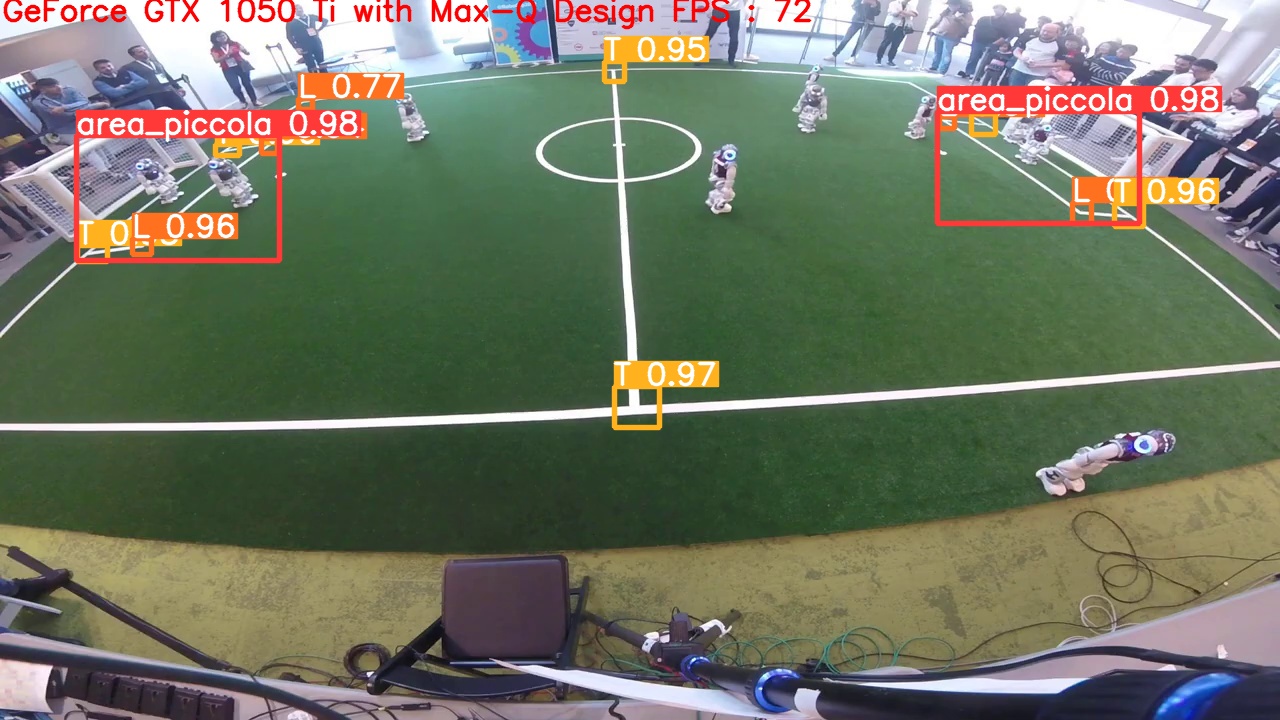 GeForce GTX 1050 Ti with Max-Q Design FPS : 72
T 0.95
L 0.77
area_piccola 0.98
area_piccola 0.98
L
T 0.96
L 0.96
T
T 0.97